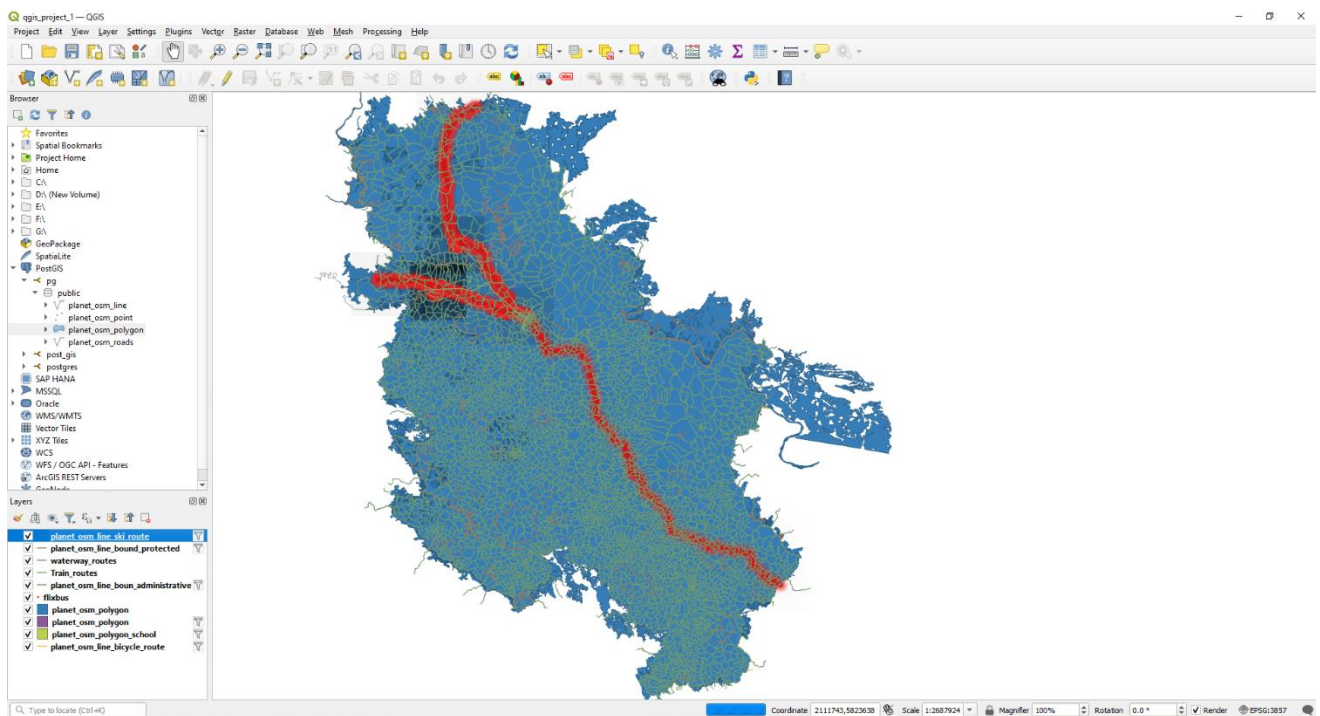 qgis_project_1 — QGIS
Project Edit View Layer Settings Plugins Vector Raster Database Web Mesh Processing Help
Browser
Favorites
Spatial Bookmarks
Project Home
Home
C:\
D:\ (New Volume)
E:\
F:\
G:\
GeoPackage
SpatiaLite
PostGIS
pg
public
planet_osm_line
planet_osm_point
planet_osm_polygon
planet_osm_roads
post_gis
postgres
SAP HANA
MSSQL
Oracle
WMS/WMTS
Vector Tiles
XYZ Tiles
WCS
WFS / OGC API - Features
ArcGIS REST Servers
GeoNode
Layers
planet_osm_line_ski_route
planet_osm_line_bound_protected
waterway_routes
Train_routes
planet_osm_line_boun_administrative
flixbus
planet_osm_polygon
planet_osm_polygon
planet_osm_polygon_school
planet_osm_line_bicycle_route
Type to locate (Ctrl+K) Coordinate 2111743,5823638 Scale 1:2687924 Magnifier 100% Rotation 0.0 ° Render EPSG:3857